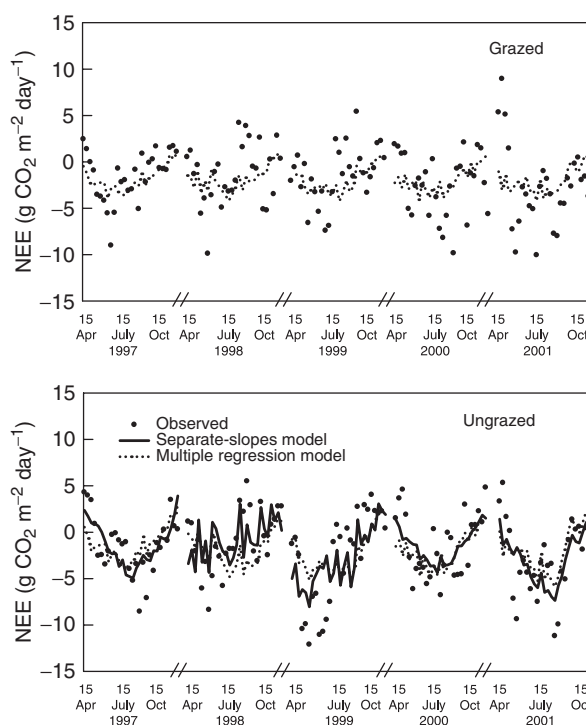 15
10
5
0
−5
−10
−15
NEE (g CO2 m−2 day−1)
Grazed
15 15 15 15 15 15 15 15 15 15 15 15 15 15 15
Apr July Oct Apr July Oct Apr July Oct Apr July Oct Apr July Oct
1997 1998 1999 2000 2001
15
10
5
0
−5
−10
−15
NEE (g CO2 m−2 day−1)
Ungrazed
Observed
Separate-slopes model
Multiple regression model
15 15 15 15 15 15 15 15 15 15 15 15 15 15 15
Apr July Oct Apr July Oct Apr July Oct Apr July Oct Apr July Oct
1997 1998 1999 2000 2001